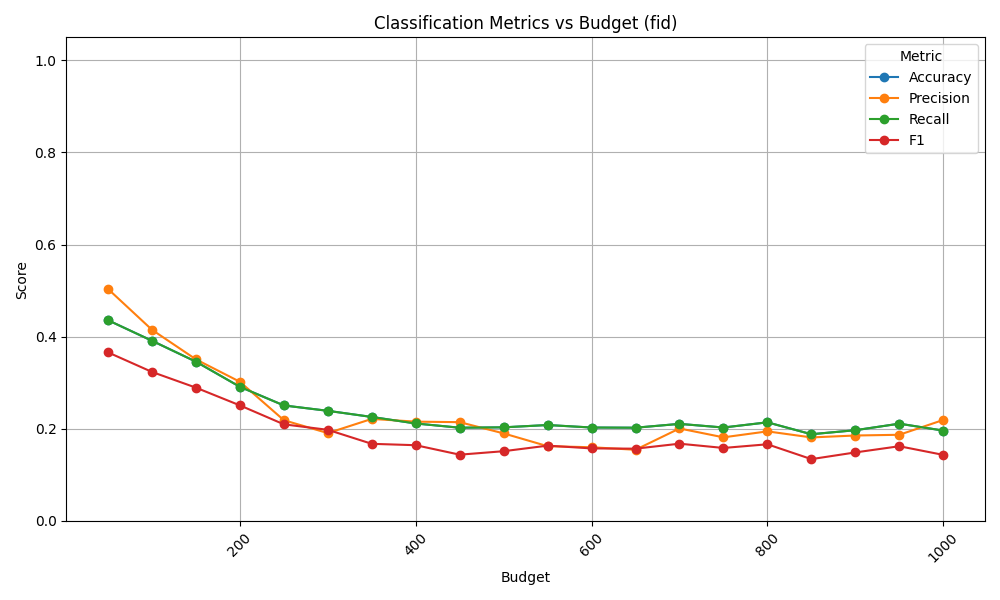 Classification Metrics vs Budget (fid)
Metric
Accuracy
Precision
Recall
F1
1.0
0.8
0.6
0.4
0.2
0.0
Score
200
400
600
800
1000
Budget